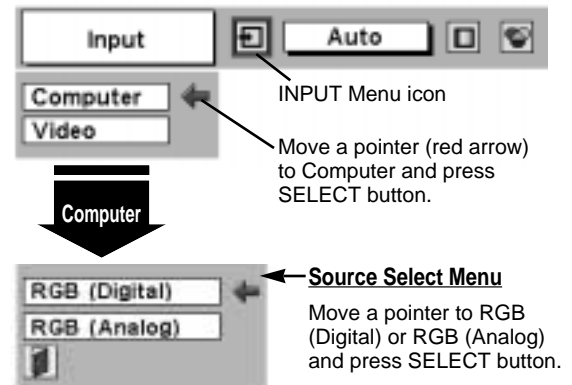 Input
Auto
INPUT Menu icon
Computer
Video
Move a pointer (red arrow)
to Computer and press
SELECT button.
Computer
Source Select Menu
RGB (Digital)
RGB (Analog)
Move a pointer to RGB
(Digital) or RGB (Analog)
and press SELECT button.